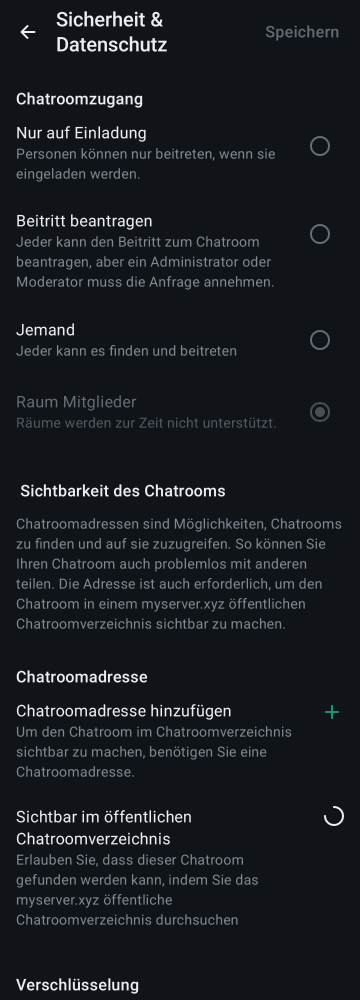 Sicherheit &
Datenschutz
Speichern
Chatroomzugang
Nur auf Einladung
Personen können nur beitreten, wenn sie
eingeladen werden.
Beitritt beantragen
Jeder kann den Beitritt zum Chatroom
beantragen, aber ein Administrator oder
Moderator muss die Anfrage annehmen.
Jemand
Jeder kann es finden und beitreten
Raum Mitglieder
Räume werden zur Zeit nicht unterstützt.
Sichtbarkeit des Chatrooms
Chatroomadressen sind Möglichkeiten, Chatrooms
zu finden und auf sie zuzugreifen. So können Sie
Ihren Chatroom auch problemlos mit anderen
teilen. Die Adresse ist auch erforderlich, um den
Chatroom in einem myserver.xyz öffentlichen
Chatroomverzeichnis sichtbar zu machen.
Chatroomadresse
Chatroomadresse hinzufügen
Um den Chatroom im Chatroomverzeichnis
sichtbar zu machen, benötigen Sie eine
Chatroomadresse.
Sichtbar im öffentlichen
Chatroomverzeichnis
Erlauben Sie, dass dieser Chatroom
gefunden werden kann, indem Sie das
myserver.xyz öffentliche
Chatroomverzeichnis durchsuchen
Verschlüsselung